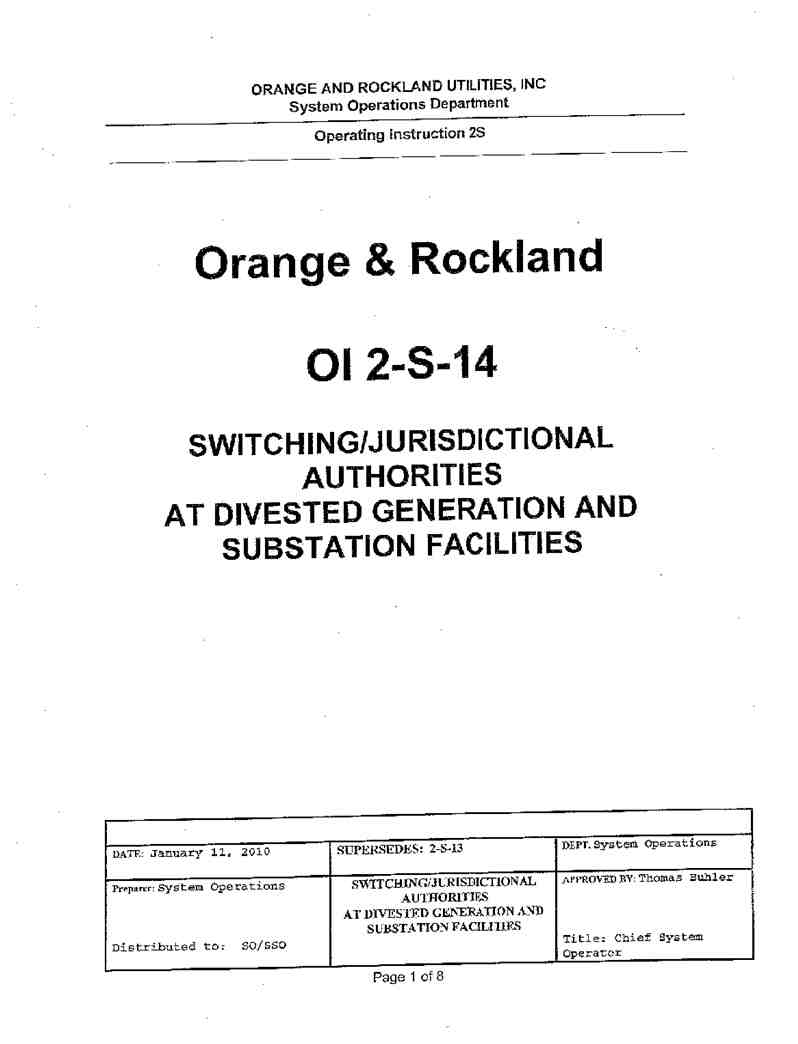 ORANGE AND ROCKLAND UTILITIES, INC
System Operations Department
Operating Instruction 2S
Orange & Rockland
OI 2-S-14
SWITCHING/JURISDICTIONAL
AUTHORITIES
AT DIVESTED GENERATION AND
SUBSTATION FACILITIES
DATE: January 11, 2010
SUPERSEDES: 2-S-13
DEPT. System Operations
Preparer: System Operations
Distributed to: SO/SSO
SWITCHING/JURISDICTIONAL
AUTHORITIES
AT DIVESTED GENERATION AND
SUBSTATION FACILITIES
APPROVED BY: Thomas Buhler
Title: Chief System
Operator
Page 1 of 8